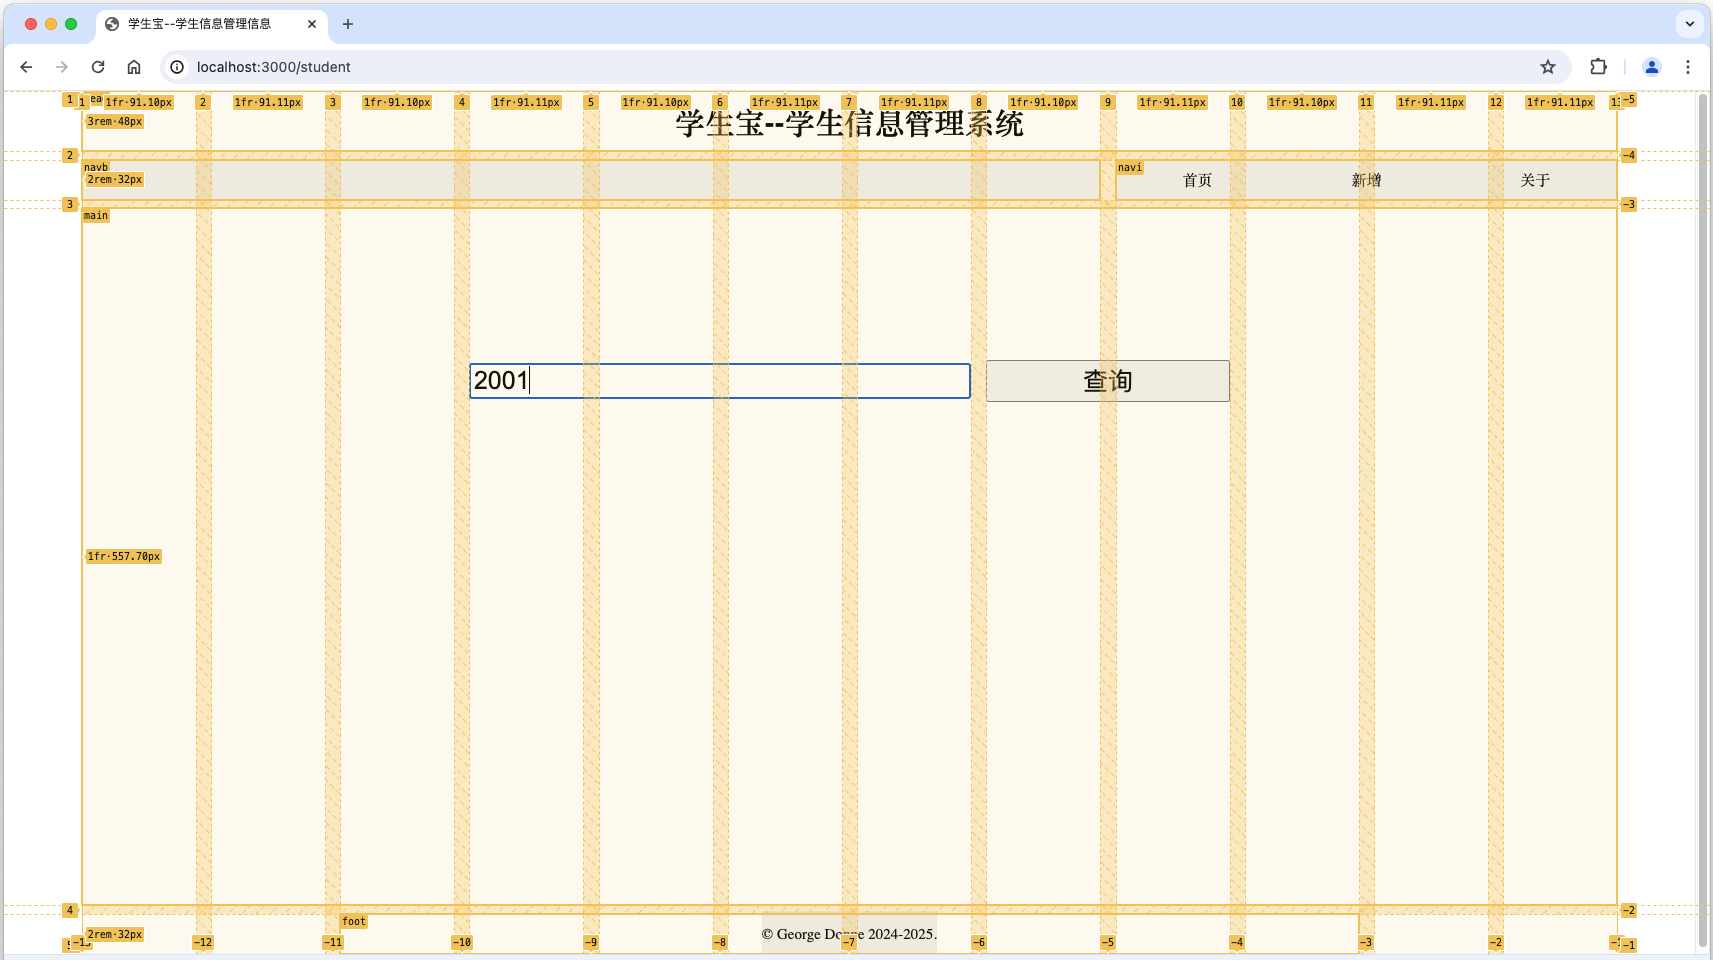 学生宝--学生信息管理信息
localhost:3000/student
1 1 1fr·91.10px 2 1fr·91.11px 3 1fr·91.10px 4 1fr·91.11px 5 1fr·91.10px 6 1fr·91.11px 7 1fr·91.11px 8 1fr·91.10px 9 1fr·91.11px 10 1fr·91.10px 11 1fr·91.11px 12 1fr·91.11px −5
3rem·48px
学生宝--学生信息管理系统
2 −4
navb navi
2rem·32px
首页 新增 关于
3 −3
main
2001 查询
1fr·557.70px
4 −2
foot
2rem·32px
© George Donne 2024-2025.
−13 −12 −11 −10 −9 −8 −7 −6 −5 −4 −3 −2 −1